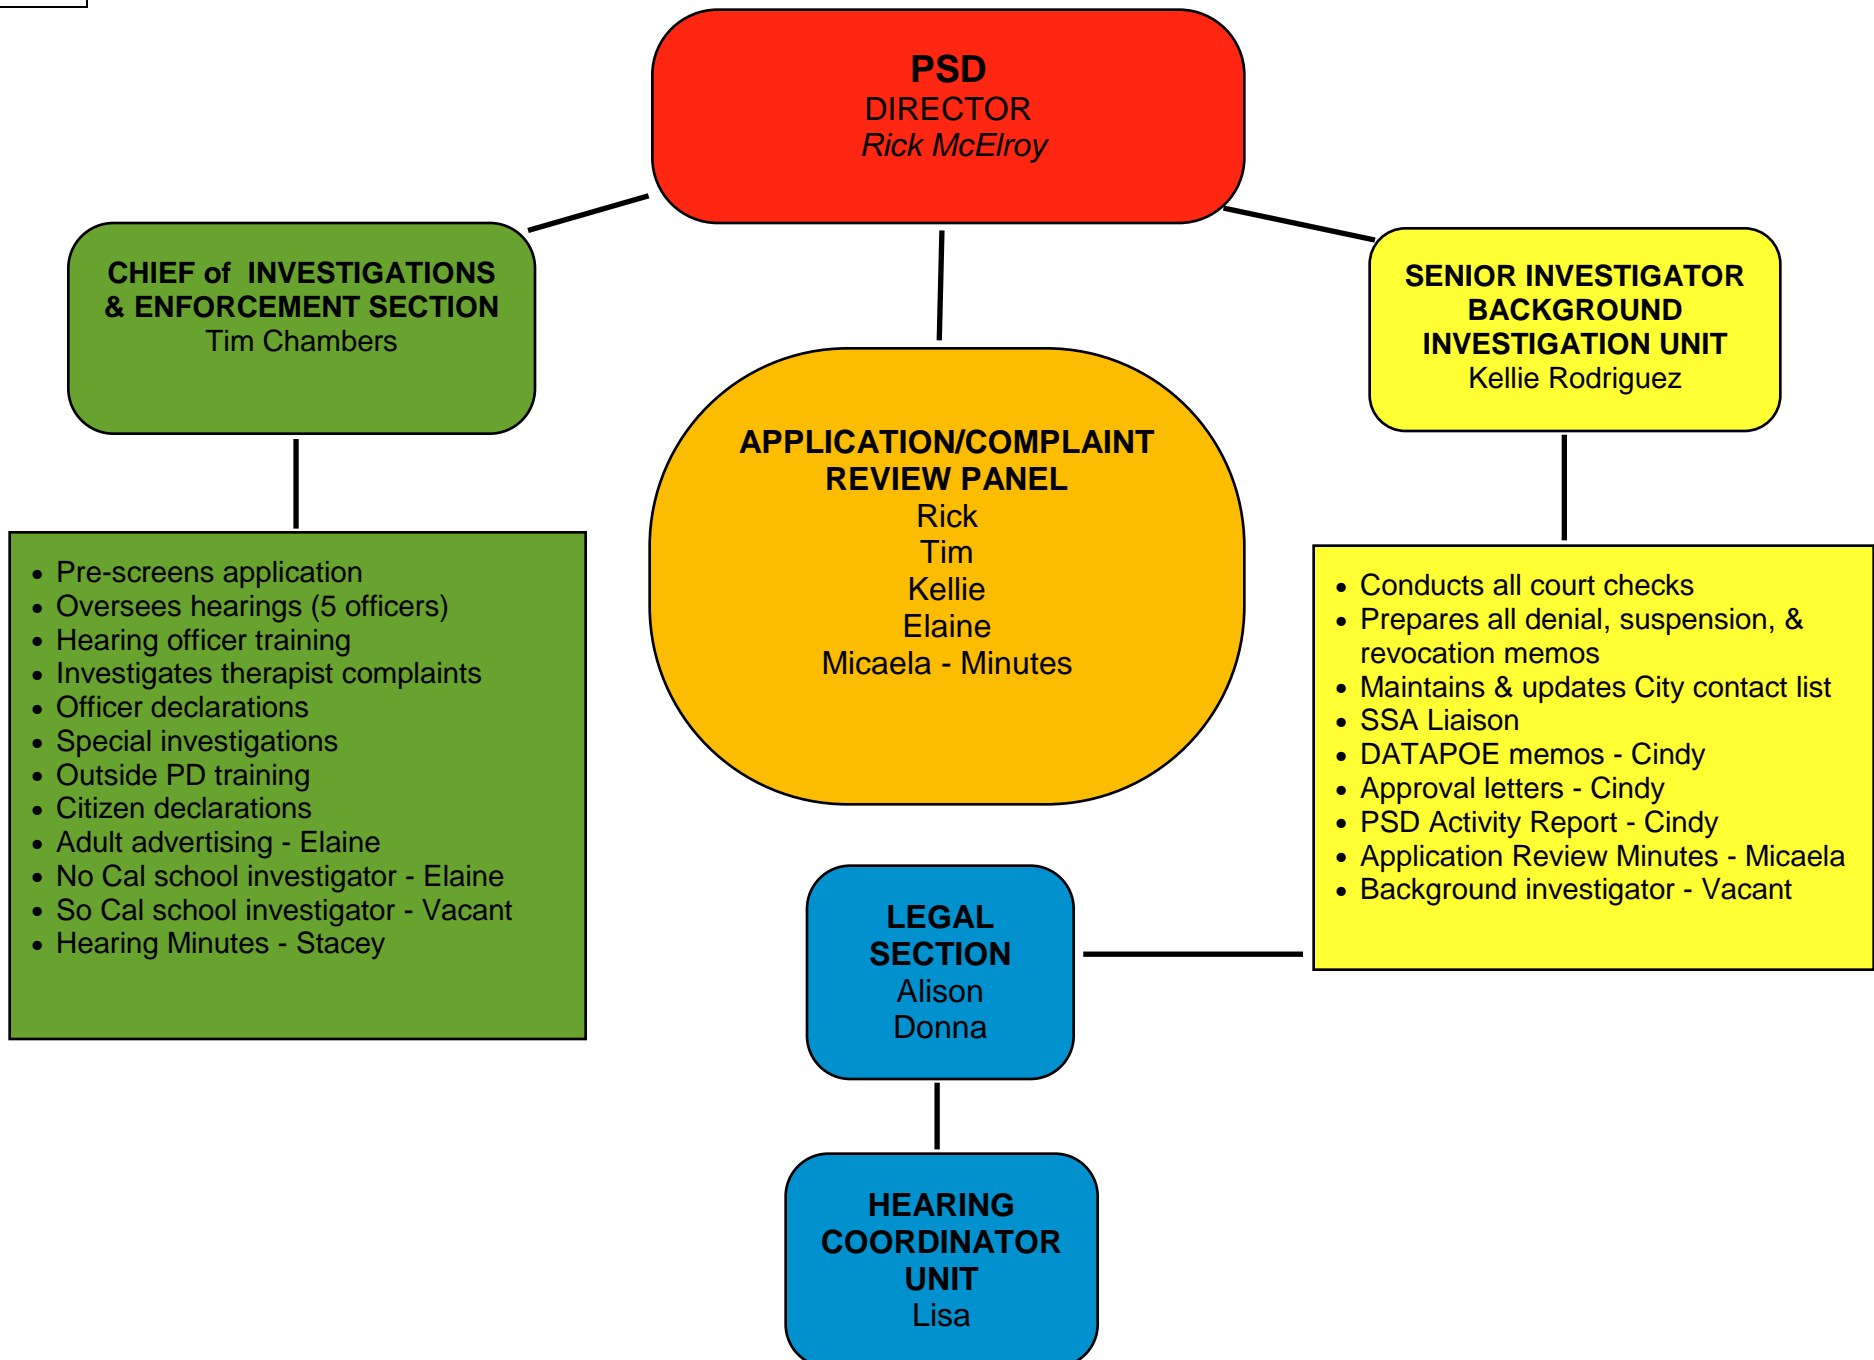 PSD
DIRECTOR
Rick McElroy
CHIEF of INVESTIGATIONS
& ENFORCEMENT SECTION
Tim Chambers
SENIOR INVESTIGATOR
BACKGROUND
INVESTIGATION UNIT
Kellie Rodriguez
APPLICATION/COMPLAINT
REVIEW PANEL
Rick
Tim
Kellie
Elaine
Micaela - Minutes
• Pre-screens application
• Oversees hearings (5 officers)
• Hearing officer training
• Investigates therapist complaints
• Officer declarations
• Special investigations
• Outside PD training
• Citizen declarations
• Adult advertising - Elaine
• No Cal school investigator - Elaine
• So Cal school investigator - Vacant
• Hearing Minutes - Stacey
• Conducts all court checks
• Prepares all denial, suspension, &
revocation memos
• Maintains & updates City contact list
• SSA Liaison
• DATAPOE memos - Cindy
• Approval letters - Cindy
• PSD Activity Report - Cindy
• Application Review Minutes - Micaela
• Background investigator - Vacant
LEGAL
SECTION
Alison
Donna
HEARING
COORDINATOR
UNIT
Lisa